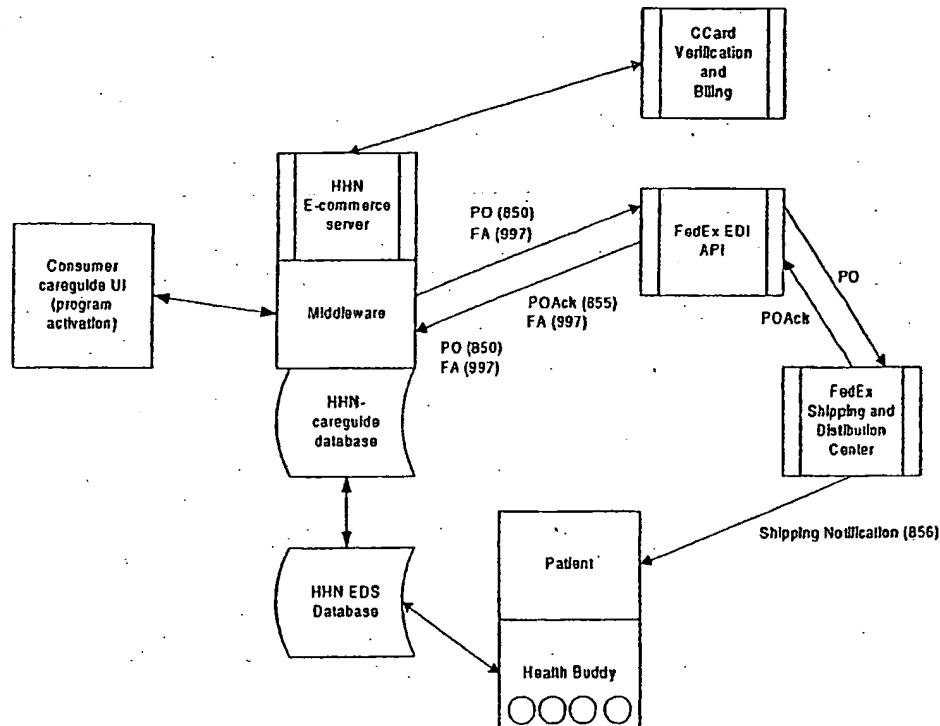 CCard
Verification
and
Billing
HHN
E-commerce
server
PO (850)
FA (997)
FedEx EDI
API
Consumer
careguide UI
(program
activation)
Middleware
PO
POAck (855)
FA (997)
POAck
PO (850)
FA (997)
HHN-
careguide
database
FedEx
Shipping and
Distibution
Center
Shipping Notification (856)
Patient
HHN EDS
Database
Health Buddy